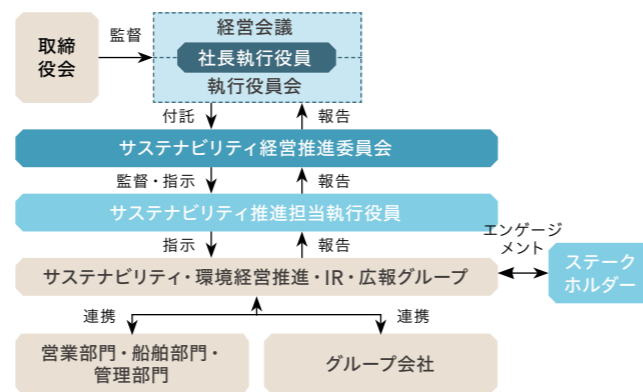 取締
役会
監督
経営会議
社長執行役員
執行役員会
付託
報告
サステナビリティ経営推進委員会
監督・指示
報告
サステナビリティ推進担当執行役員
指示
報告
エンゲージ
メント
サステナビリティ・環境経営推進・IR・広報グループ
ステーク
ホルダー
連携
連携
営業部門・船舶部門・
管理部門
グループ会社